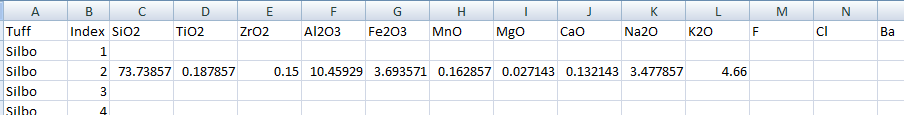 A B C D E F G H I J K L M N
Tuff Index SiO2 TiO2 ZrO2 Al2O3 Fe2O3 MnO MgO CaO Na2O K2O F Cl Ba
Silbo 1
Silbo 2 73.73857 0.187857 0.15 10.45929 3.693571 0.162857 0.027143 0.132143 3.477857 4.66
Silbo 3
Silbo 4